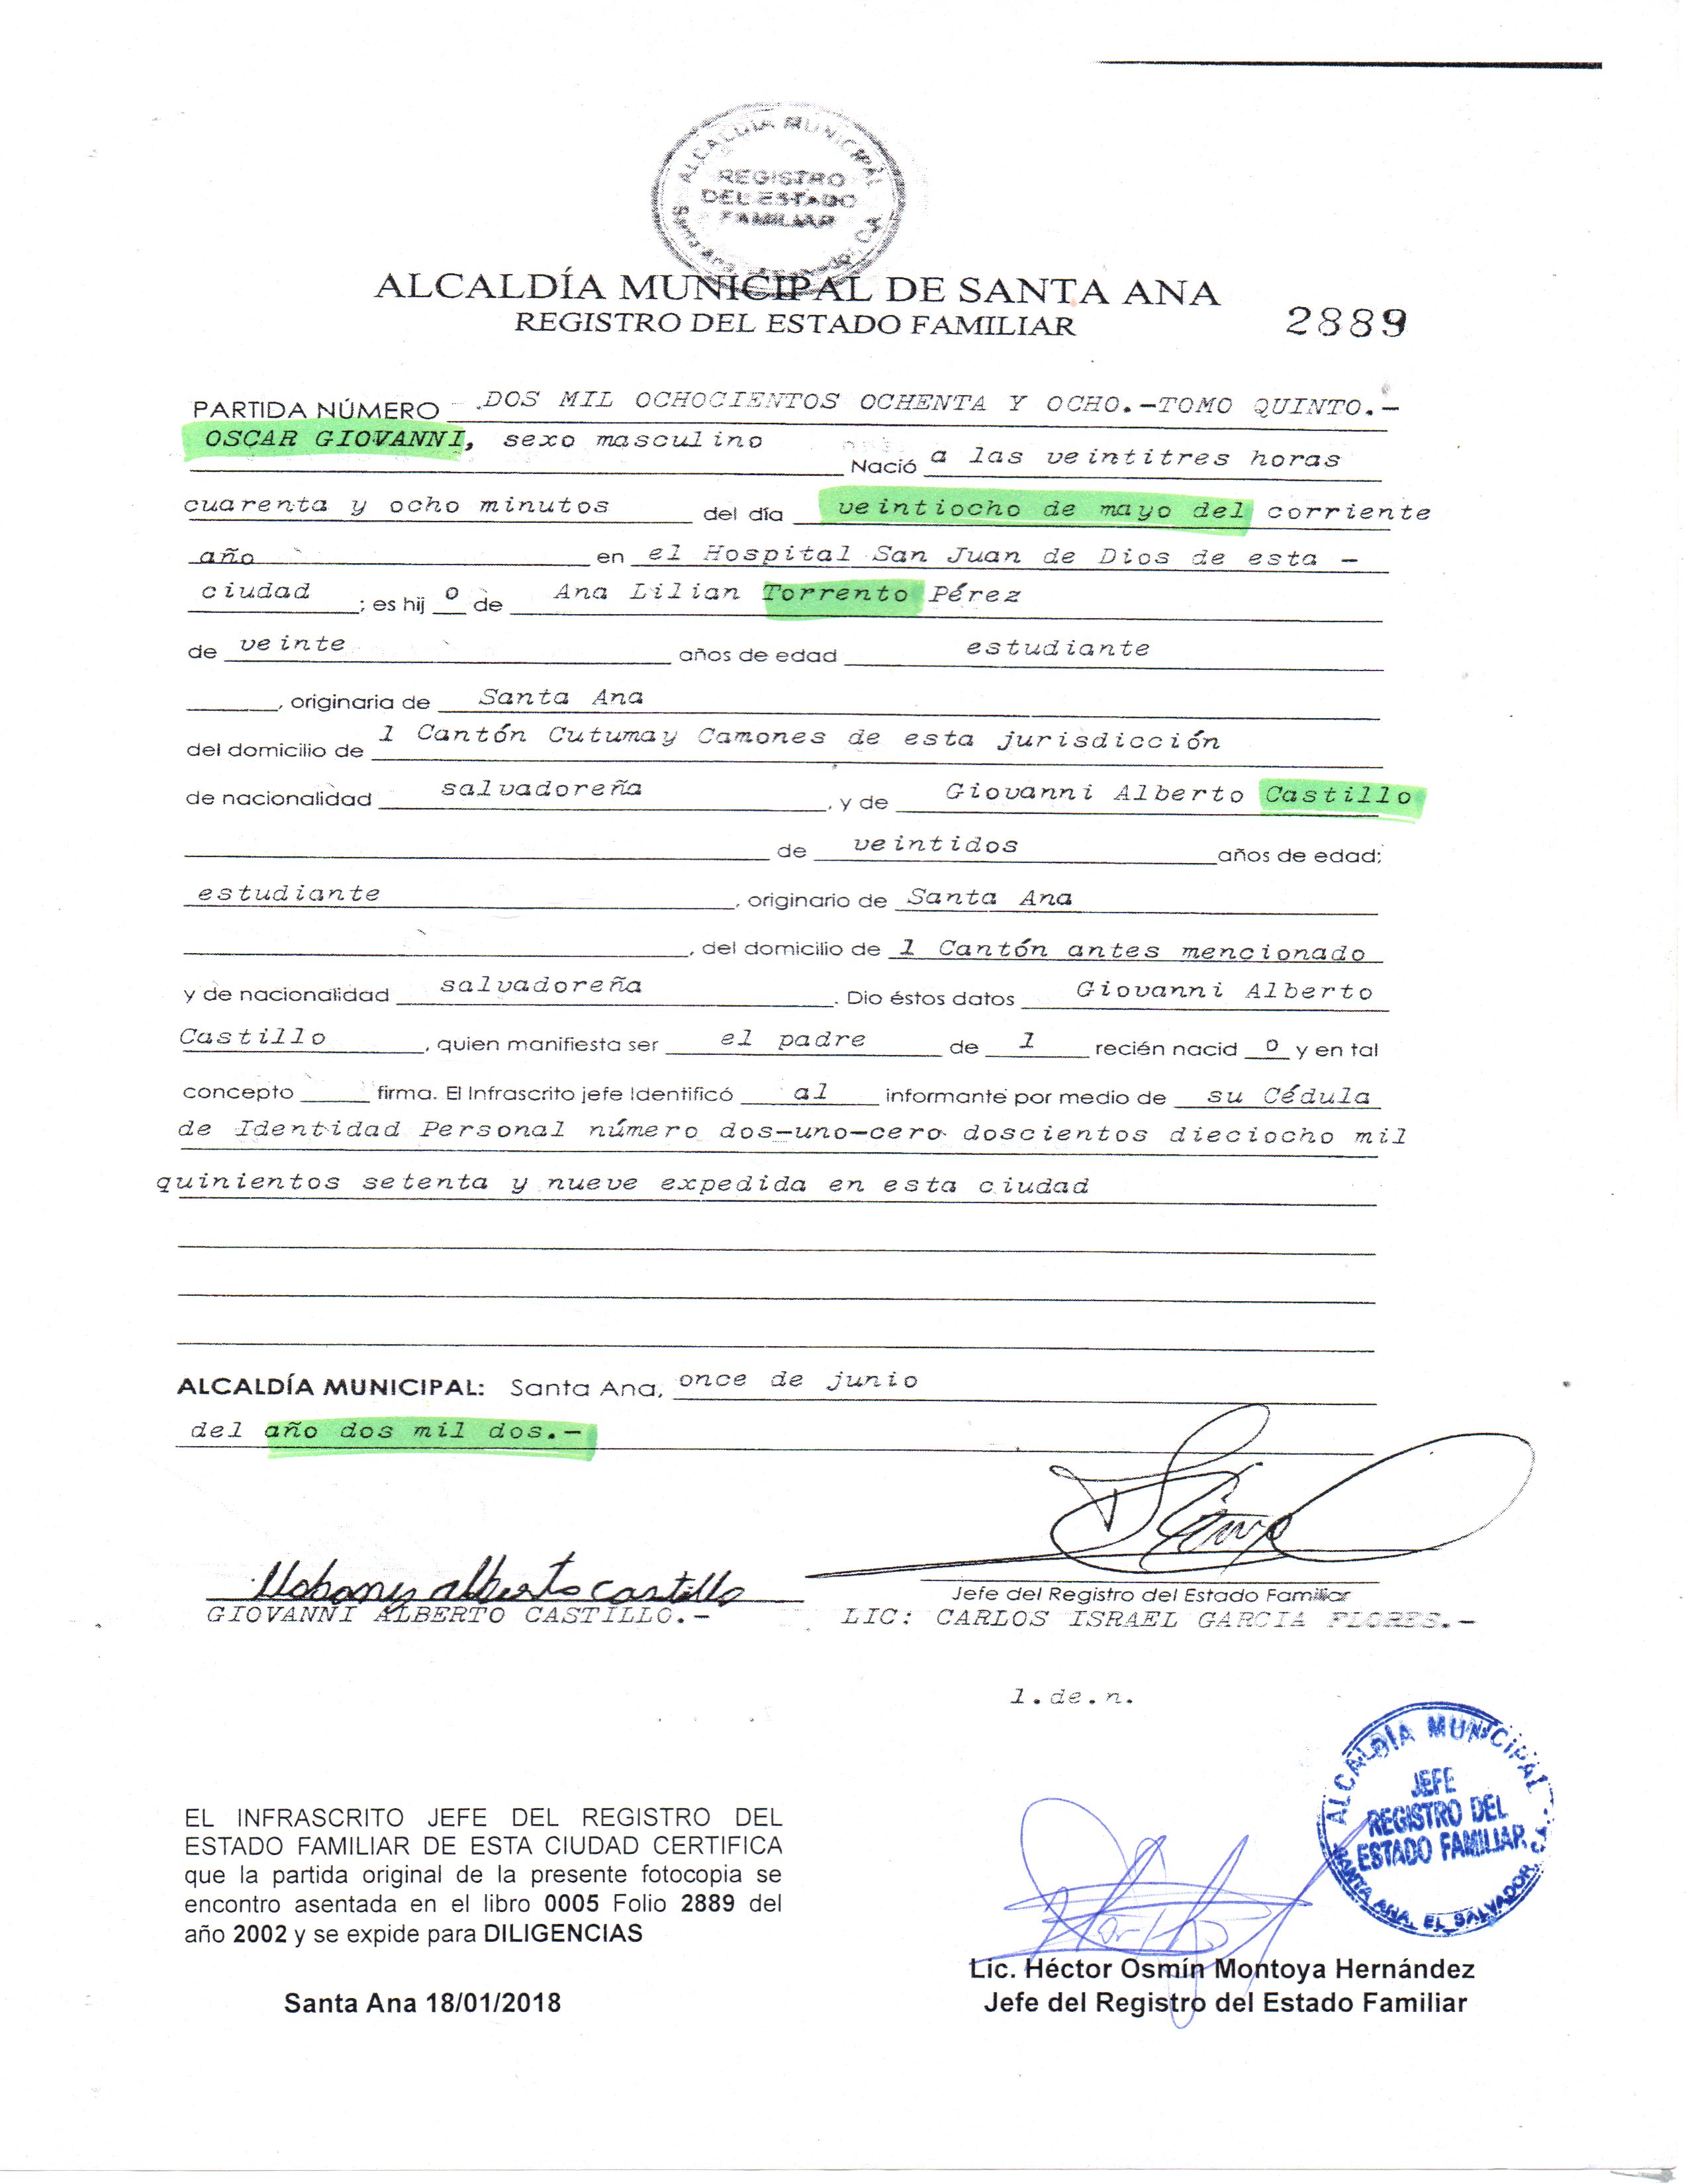 ALCALDÍA MUNICIPAL
REGISTRO
DEL ESTADO
FAMILIAR
Santa Ana
ALCALDÍA MUNICIPAL DE SANTA ANA
REGISTRO DEL ESTADO FAMILIAR 2889
PARTIDA NÚMERO DOS MIL OCHOCIENTOS OCHENTA Y OCHO.-TOMO QUINTO.-
OSCAR GIOVANNI, sexo masculino Nació a las veintitres horas
cuarenta y ocho minutos del día veintiocho de mayo del corriente
año en el Hospital San Juan de Dios de esta -
ciudad ; es hij o de Ana Lilian Torrento Pérez
de veinte años de edad estudiante
, originaria de Santa Ana
del domicilio de l Cantón Cutumay Camones de esta jurisdicción
de nacionalidad salvadoreña , y de Giovanni Alberto Castillo
de veintidos años de edad;
estudiante , originario de Santa Ana
, del domicilio de l Cantón antes mencionado
y de nacionalidad salvadoreña . Dio éstos datos Giovanni Alberto
Castillo , quien manifiesta ser el padre de l recién nacid o y en tal
concepto firma. El Infrascrito jefe Identificó al informante por medio de su Cédula
de Identidad Personal número dos-uno-cero doscientos dieciocho mil
quinientos setenta y nueve expedida en esta ciudad
ALCALDÍA MUNICIPAL: Santa Ana, once de junio
del año dos mil dos.-
alberto castillo
Jefe del Registro del Estado Familiar
GIOVANNI ALBERTO CASTILLO.- LIC: CARLOS ISRAEL GARCIA FLORES.-
l.de.n.
ALCALDÍA MUNICIPAL
JEFE
REGISTRO DEL
ESTADO FAMILIAR
SANTA ANA, EL SALVADOR, CA
EL INFRASCRITO JEFE DEL REGISTRO DEL
ESTADO FAMILIAR DE ESTA CIUDAD CERTIFICA
que la partida original de la presente fotocopia se
encontro asentada en el libro 0005 Folio 2889 del
año 2002 y se expide para DILIGENCIAS
Santa Ana 18/01/2018
Lic. Héctor Osmín Montoya Hernández
Jefe del Registro del Estado Familiar